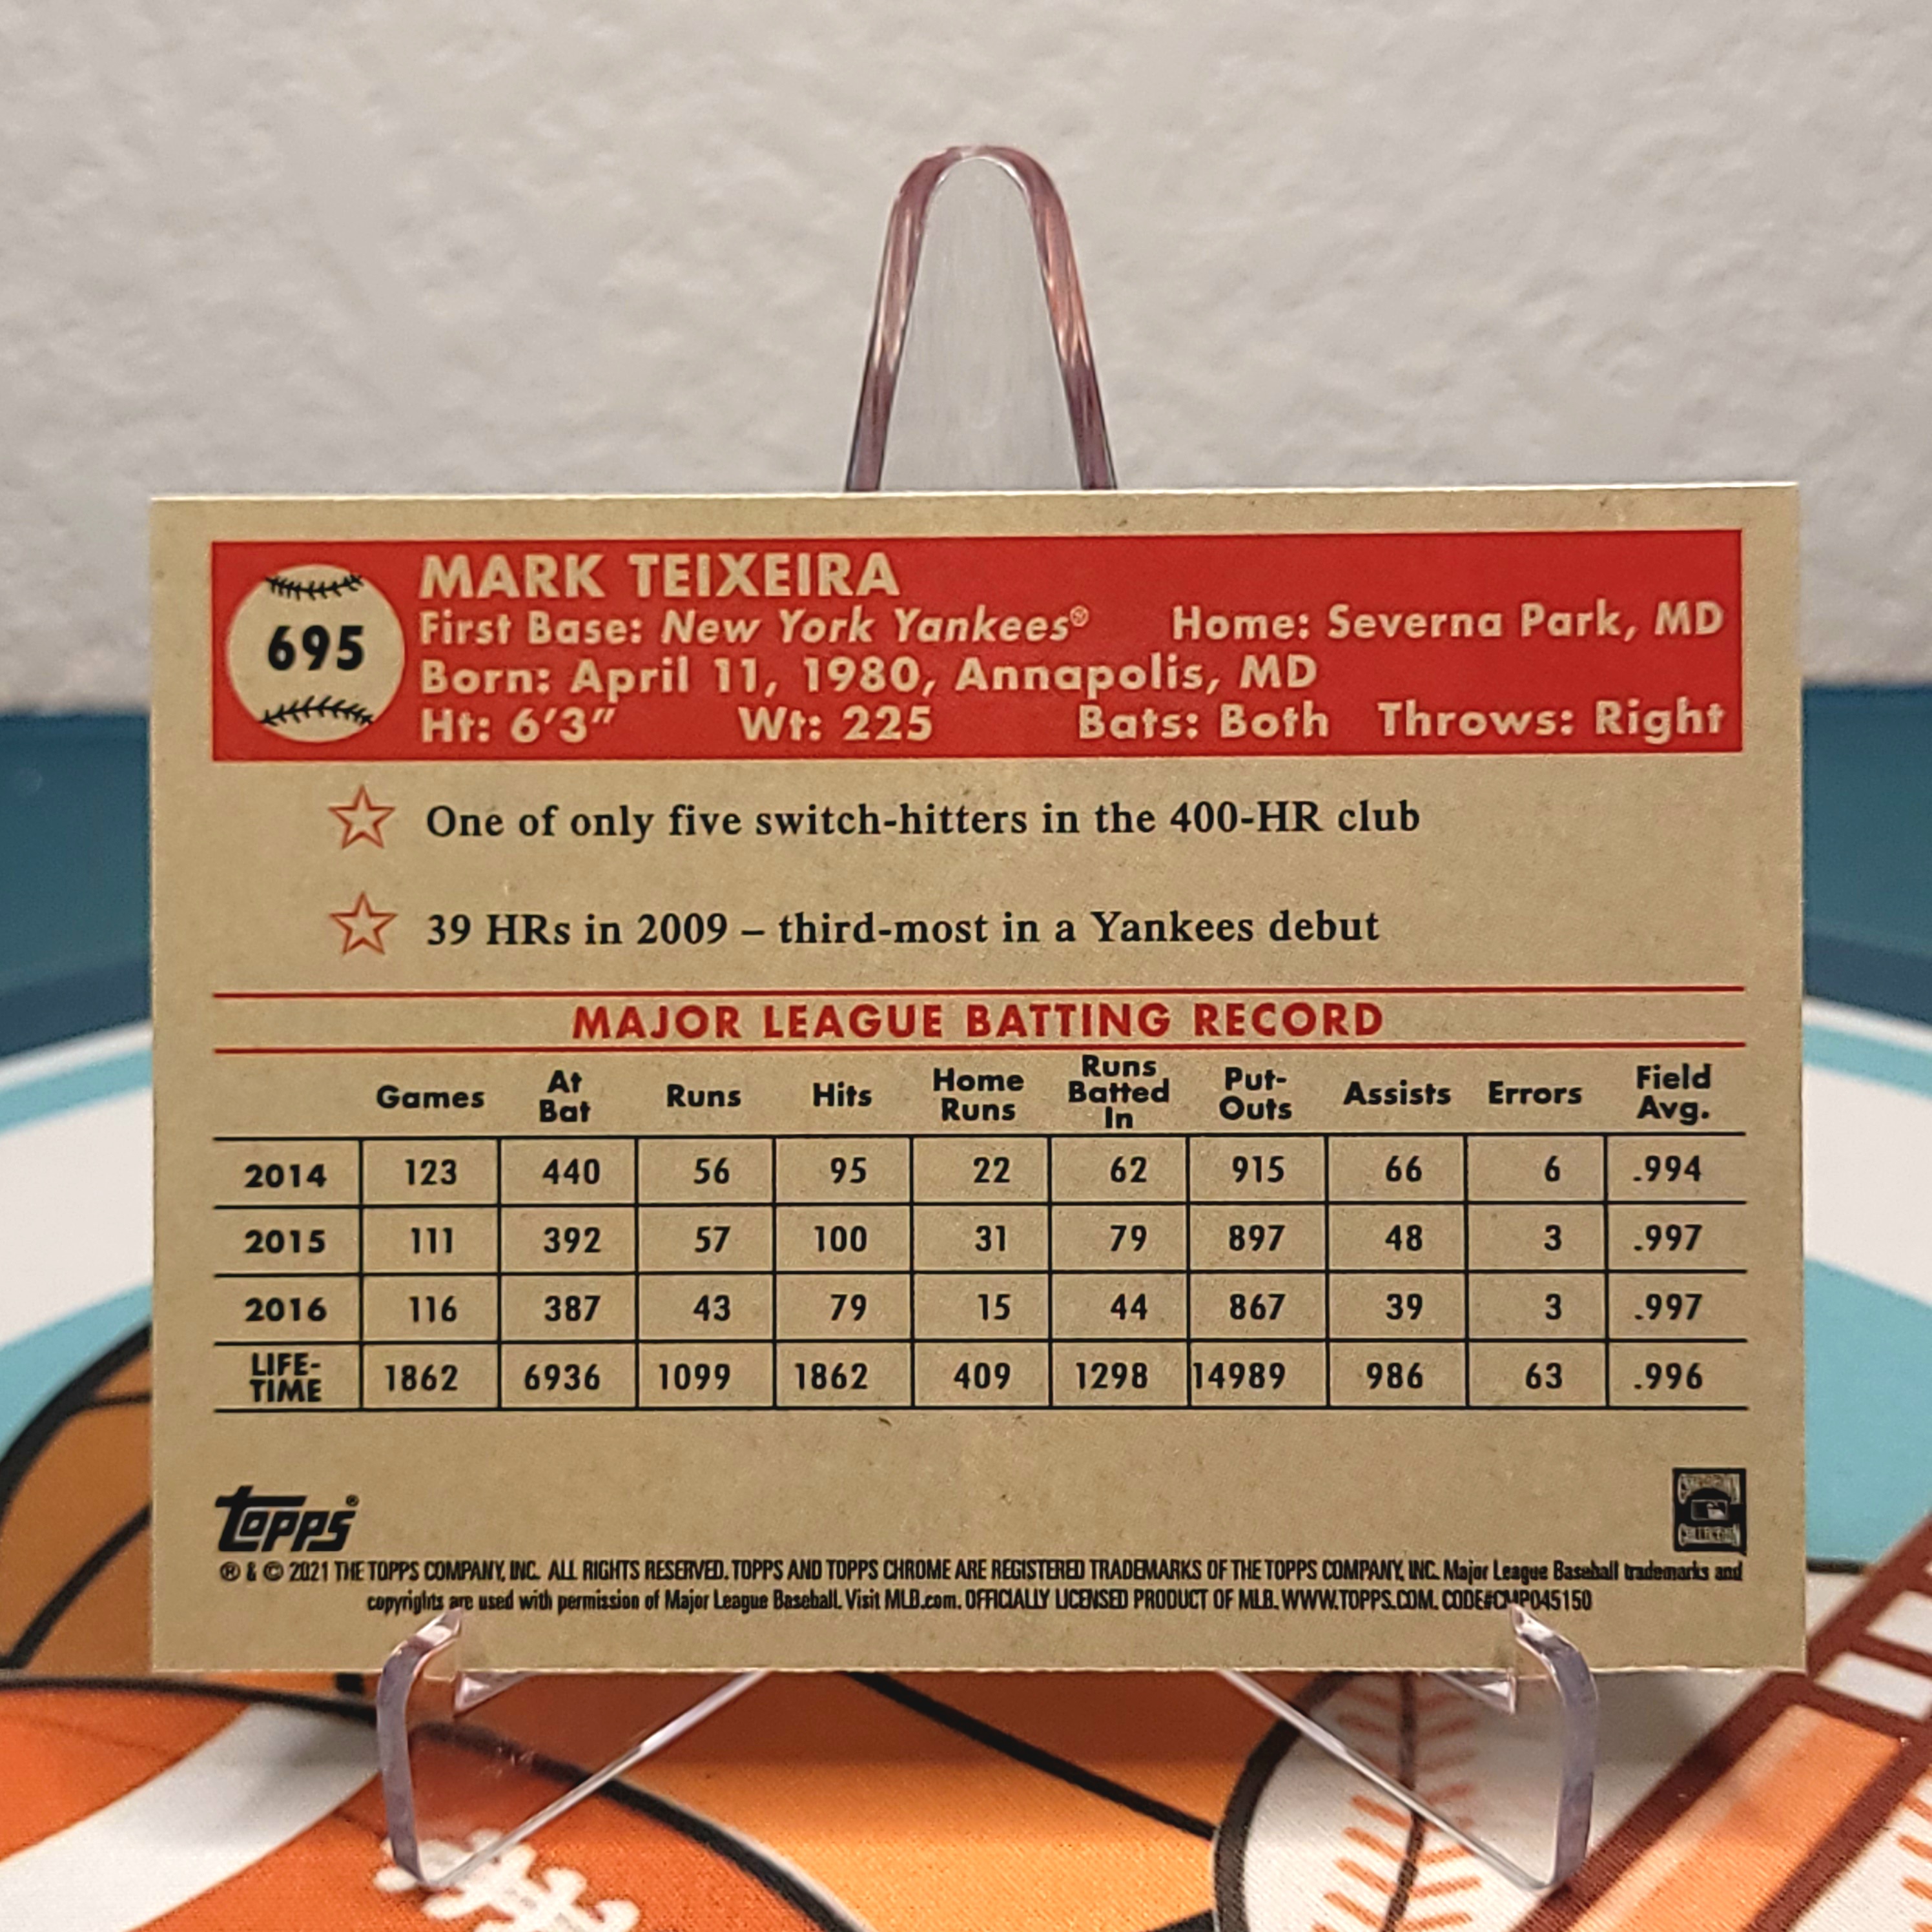 695
MARK TEIXEIRA
First Base: New York Yankees® Home: Severna Park, MD
Born: April 11, 1980, Annapolis, MD
Ht: 6'3" Wt: 225 Bats: Both Throws: Right
One of only five switch-hitters in the 400-HR club
39 HRs in 2009 – third-most in a Yankees debut
MAJOR LEAGUE BATTING RECORD
Games At Bat Runs Hits Home Runs Runs Batted In Put-Outs Assists Errors Field Avg.
2014 123 440 56 95 22 62 915 66 6 .994
2015 111 392 57 100 31 79 897 48 3 .997
2016 116 387 43 79 15 44 867 39 3 .997
LIFE-TIME 1862 6936 1099 1862 409 1298 14989 986 63 .996
topps®
® & © 2021 THE TOPPS COMPANY, INC. ALL RIGHTS RESERVED. TOPPS AND TOPPS CHROME ARE REGISTERED TRADEMARKS OF THE TOPPS COMPANY, INC. Major League Baseball trademarks and
copyrights are used with permission of Major League Baseball. Visit MLB.com. OFFICIALLY LICENSED PRODUCT OF MLB. WWW.TOPPS.COM. CODE#CMP045150